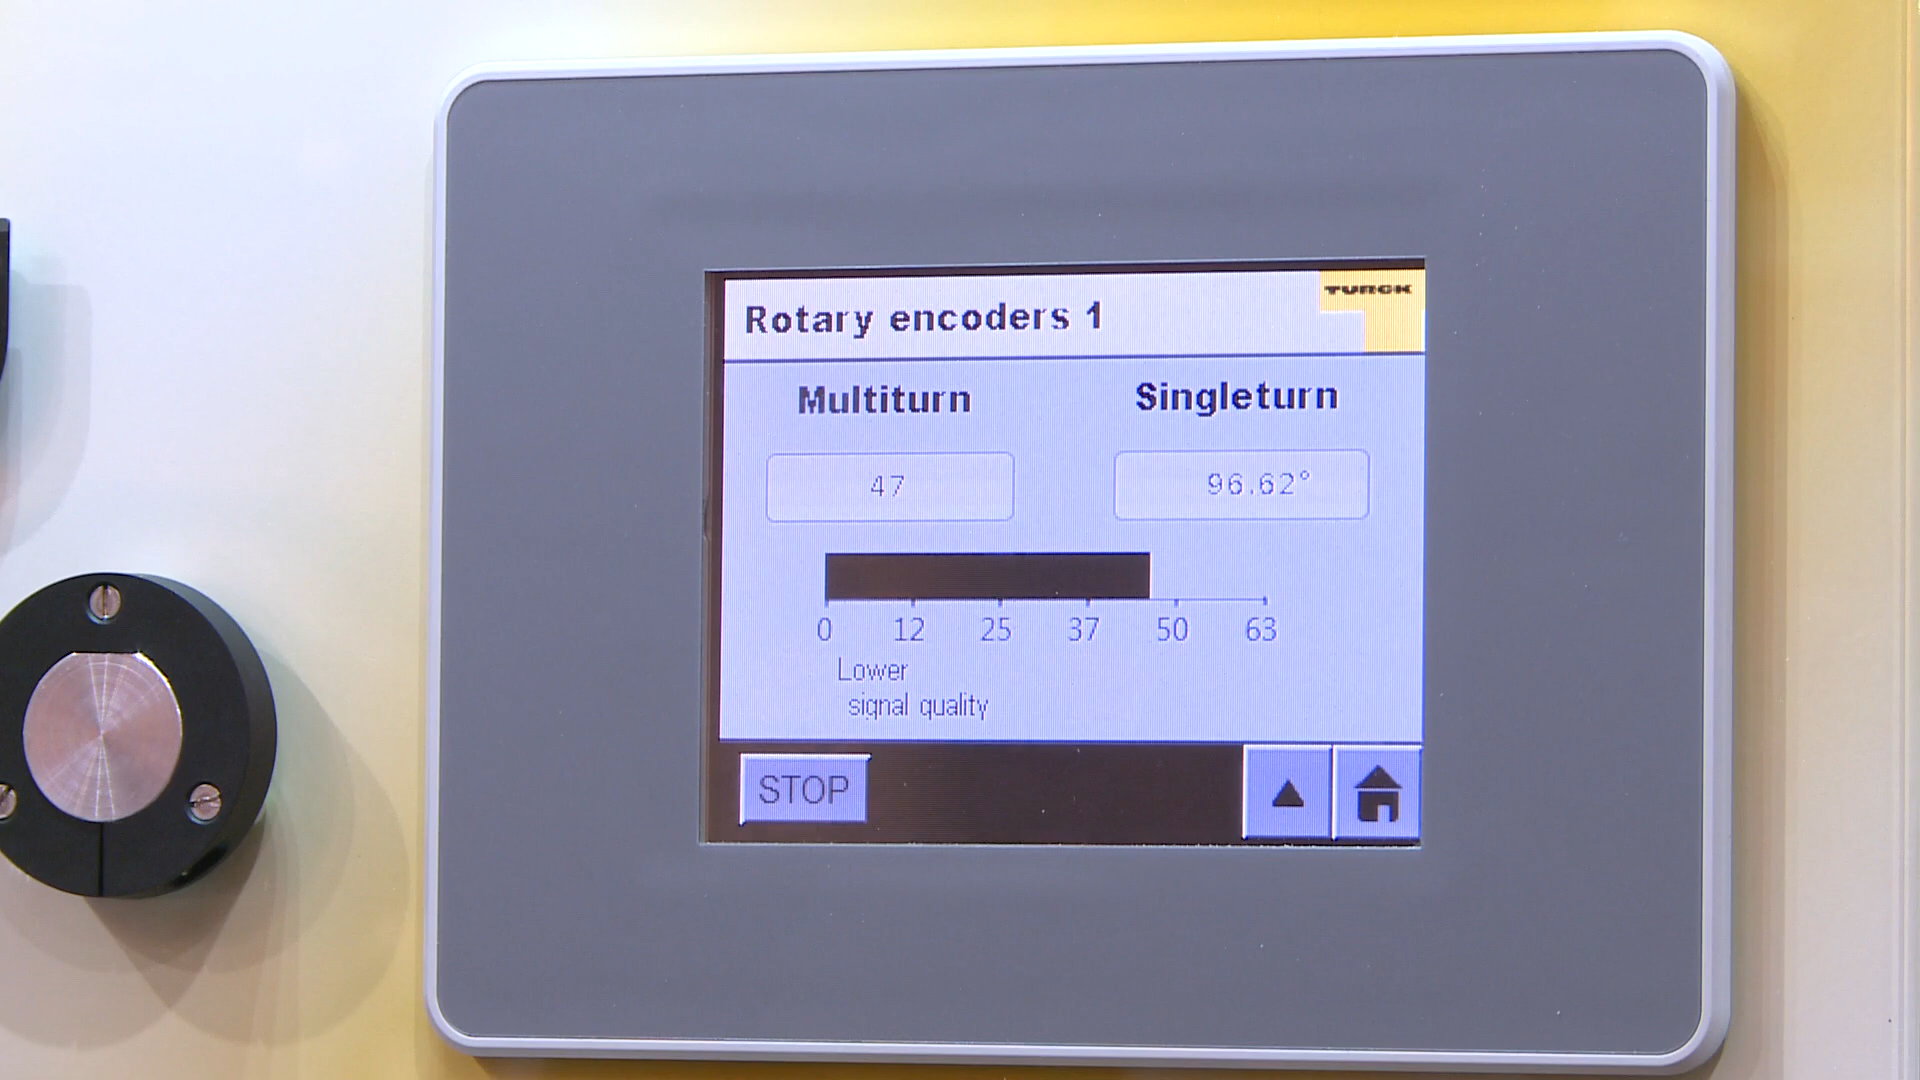 TURCK
Rotary encoders 1
Multiturn Singleturn
47 96.62°
0 12 25 37 50 63
Lower
signal quality
STOP